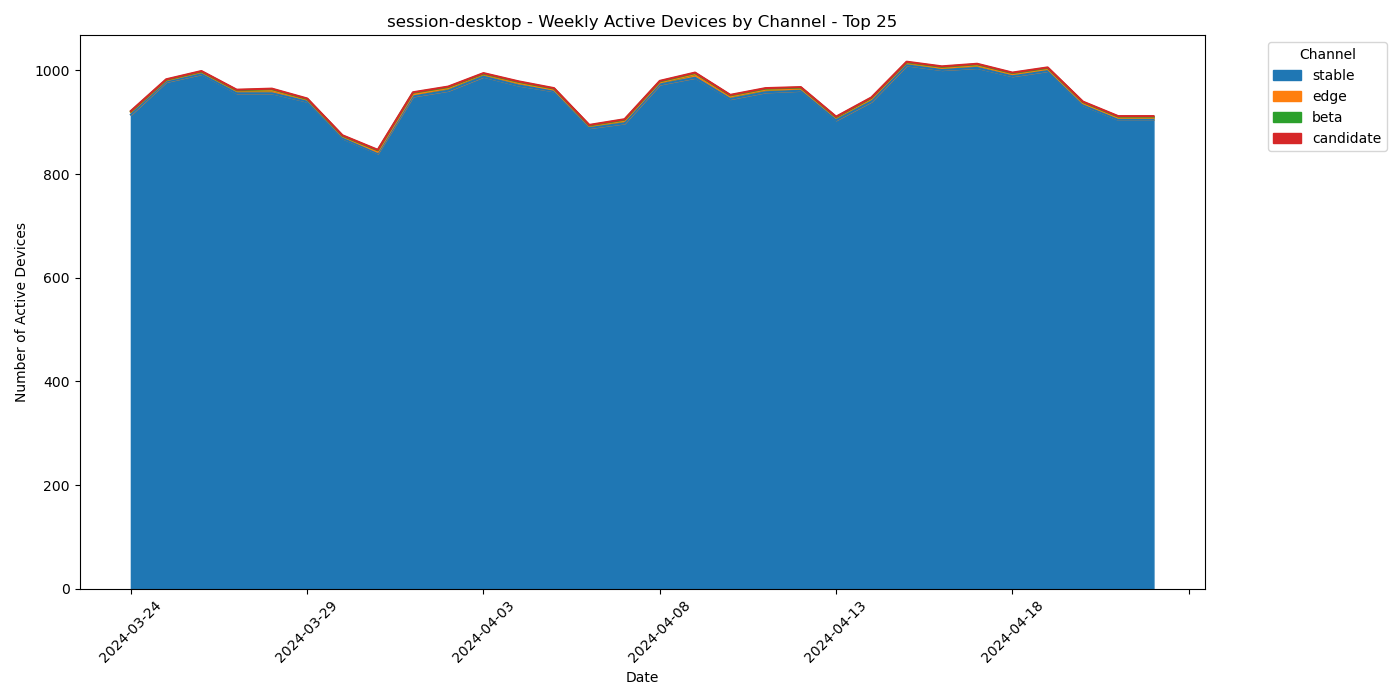 session-desktop - Weekly Active Devices by Channel - Top 25
Number of Active Devices
1000
800
600
400
200
0
2024-03-24
2024-03-29
2024-04-03
2024-04-08
2024-04-13
2024-04-18
Date
Channel
stable
edge
beta
candidate